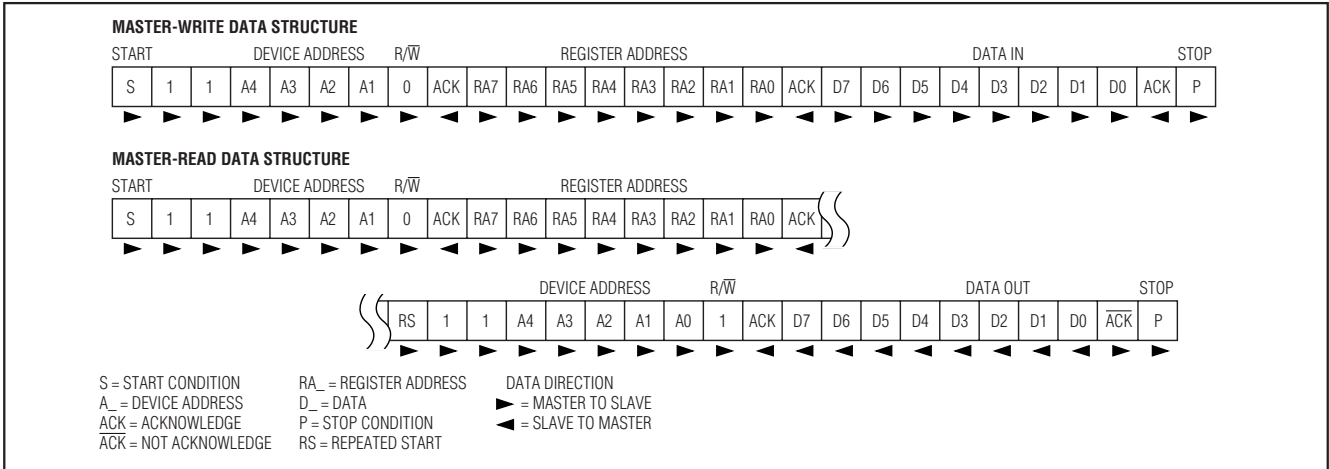 MASTER-WRITE DATA STRUCTURE
START DEVICE ADDRESS R/W̅ REGISTER ADDRESS DATA IN STOP
S 1 1 A4 A3 A2 A1 0 ACK RA7 RA6 RA5 RA4 RA3 RA2 RA1 RA0 ACK D7 D6 D5 D4 D3 D2 D1 D0 ACK P
MASTER-READ DATA STRUCTURE
START DEVICE ADDRESS R/W̅ REGISTER ADDRESS
S 1 1 A4 A3 A2 A1 0 ACK RA7 RA6 RA5 RA4 RA3 RA2 RA1 RA0 ACK
DEVICE ADDRESS R/W̅ DATA OUT STOP
RS 1 1 A4 A3 A2 A1 A0 1 ACK D7 D6 D5 D4 D3 D2 D1 D0 A̅C̅K̅ P
S = START CONDITION RA_ = REGISTER ADDRESS DATA DIRECTION
A_ = DEVICE ADDRESS D_ = DATA ► = MASTER TO SLAVE
ACK = ACKNOWLEDGE P = STOP CONDITION ◄ = SLAVE TO MASTER
A̅C̅K̅ = NOT ACKNOWLEDGE RS = REPEATED START